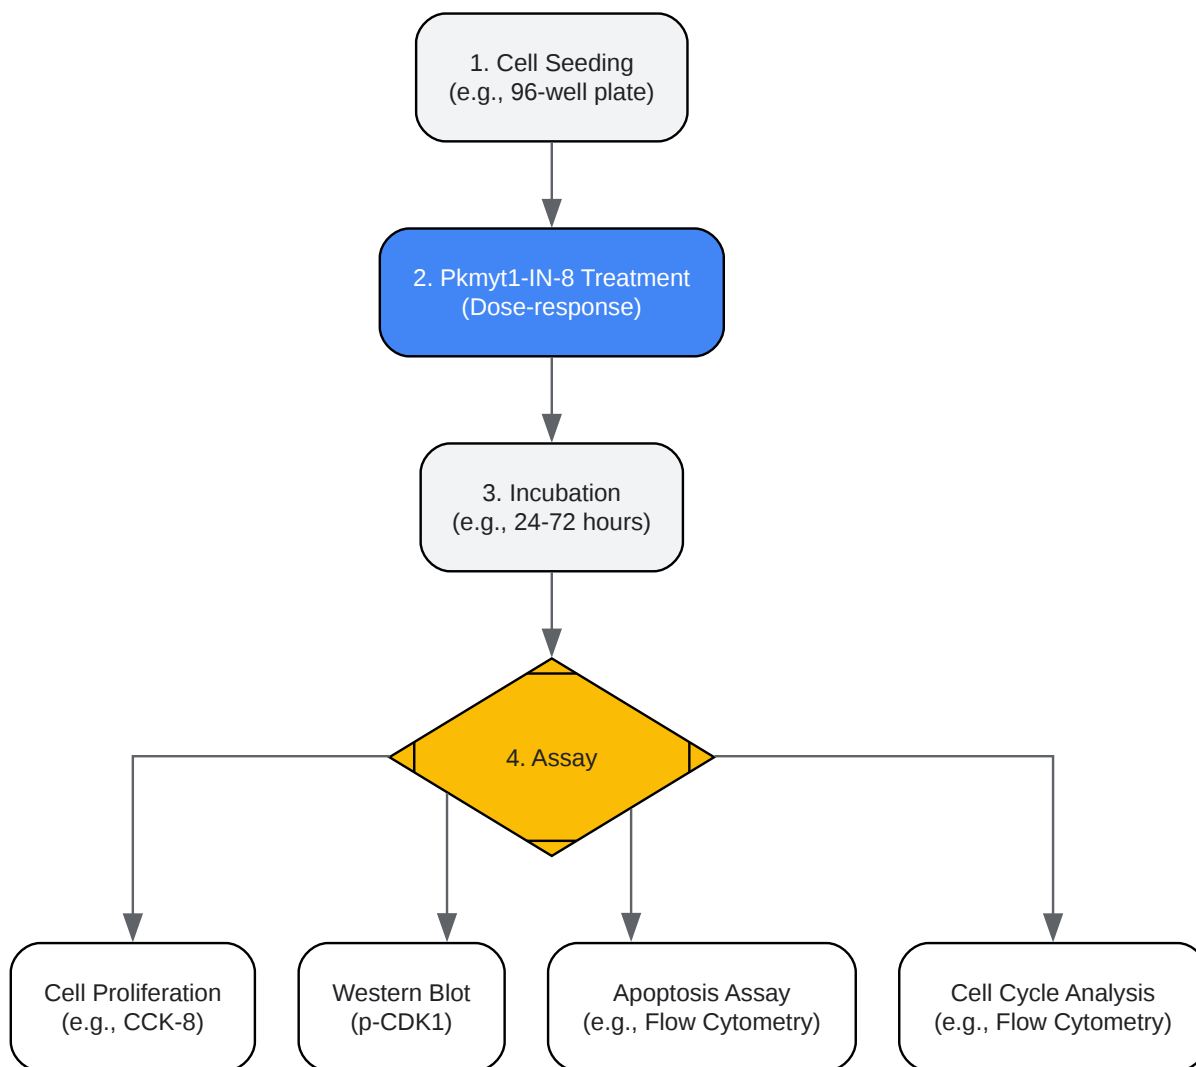 1. Cell Seeding
(e.g., 96-well plate)
2. Pkmyt1-IN-8 Treatment
(Dose-response)
3. Incubation
(e.g., 24-72 hours)
4. Assay
Cell Proliferation
(e.g., CCK-8)
Western Blot
(p-CDK1)
Apoptosis Assay
(e.g., Flow Cytometry)
Cell Cycle Analysis
(e.g., Flow Cytometry)